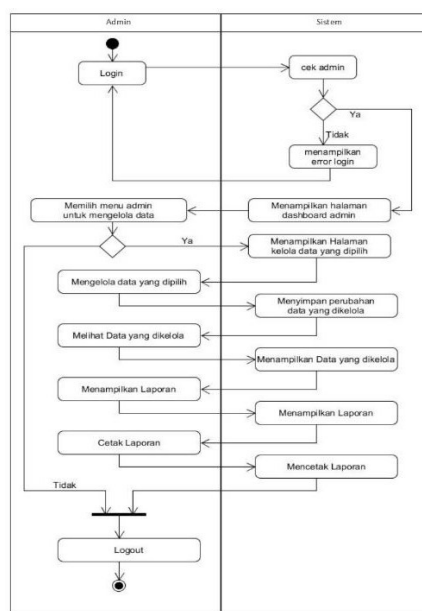 Admin
Sistem
Login
cek admin
Ya
Tidak
menampilkan
error login
Memilih menu admin
untuk mengelola data
Menampilkan halaman
dashboard admin
Ya
Menampilkan Halaman
kelola data yang dipilih
Mengelola data yang dipilih
Menyimpan perubahan
data yang dikelola
Melihat Data yang dikelola
Menampilkan Data yang dikelola
Menampilkan Laporan
Menampilkan Laporan
Cetak Laporan
Mencetak Laporan
Tidak
Logout